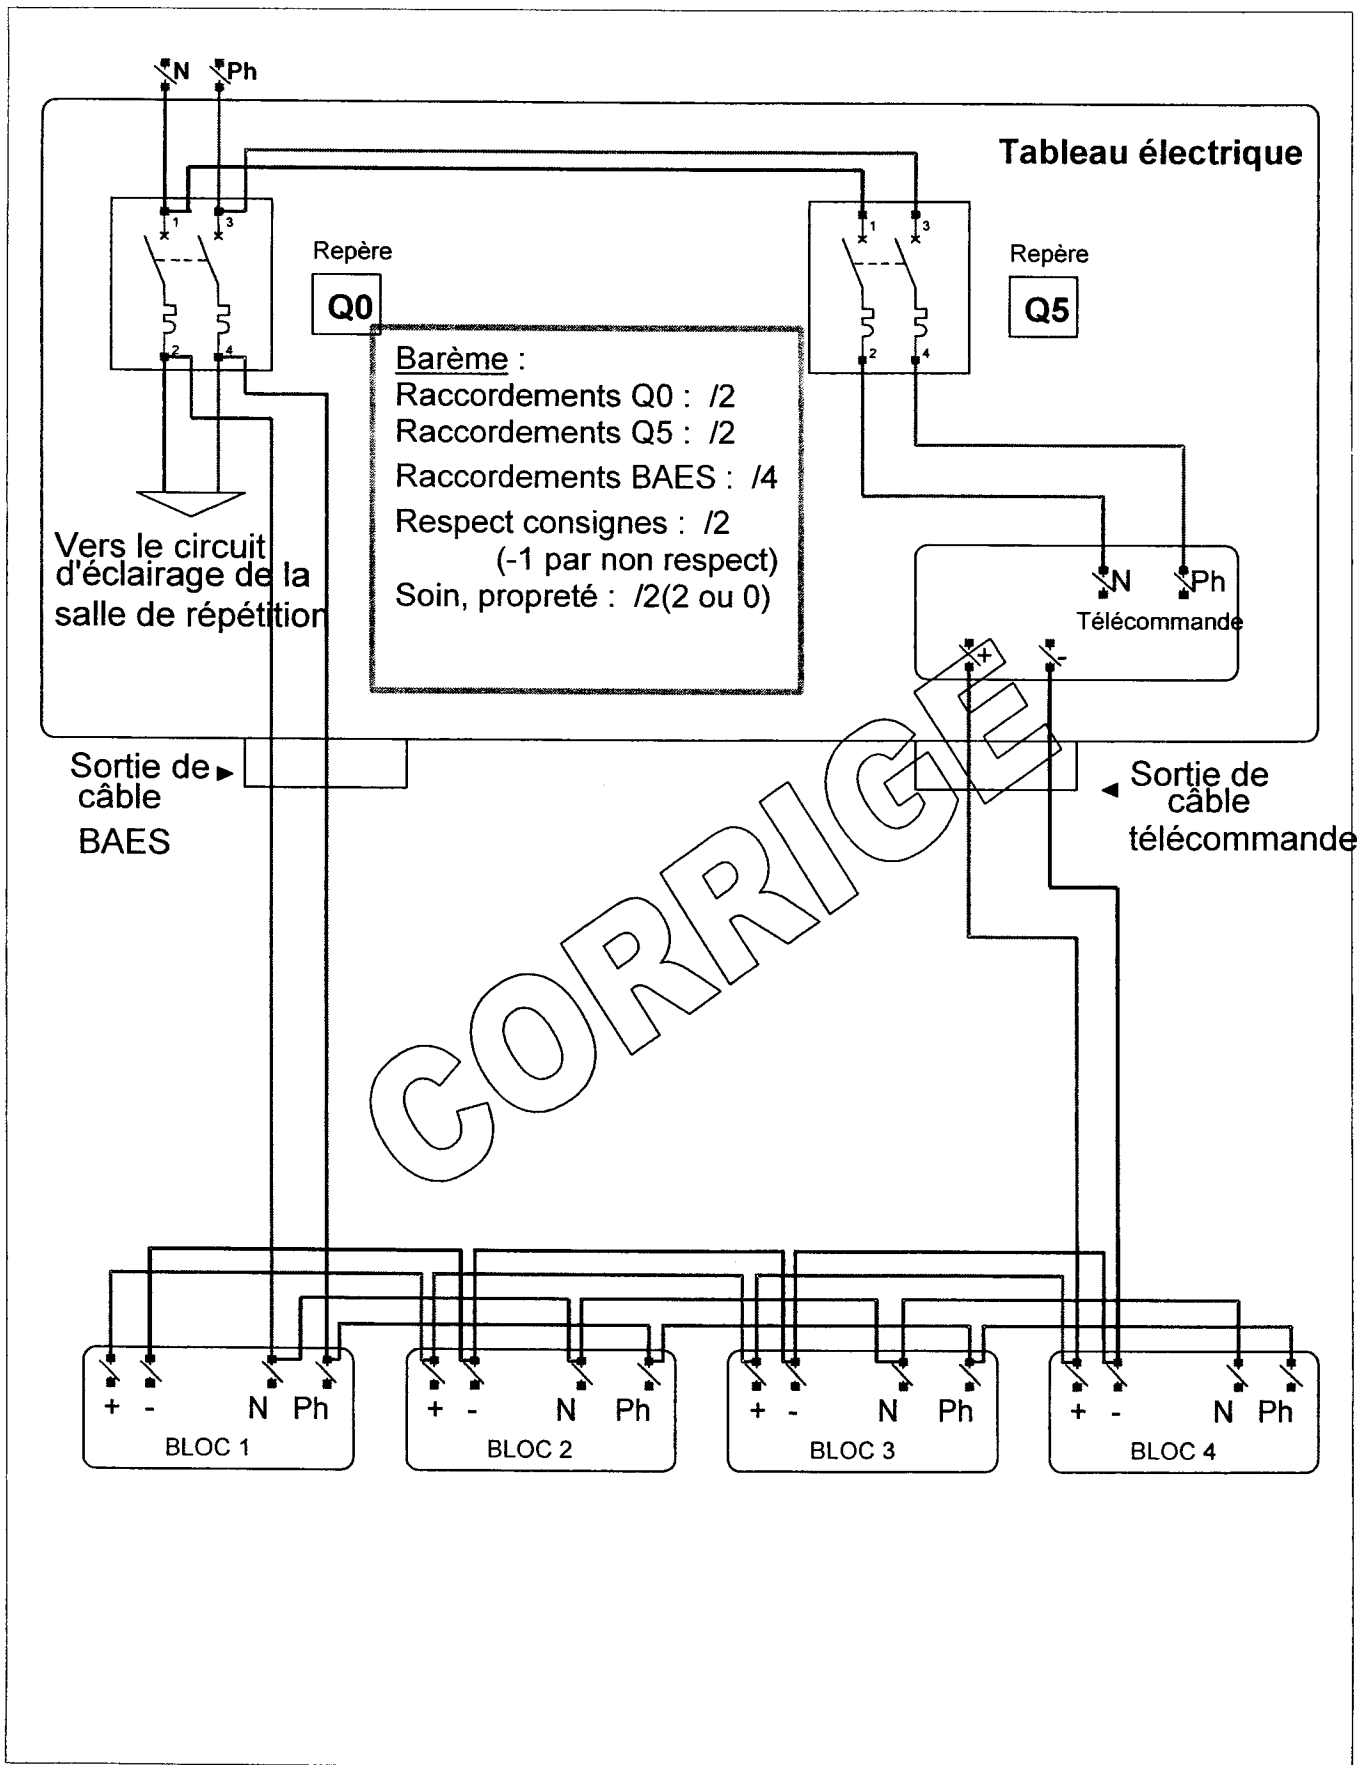 N Ph
Tableau électrique
1 3
1 3
Repère
Q0
Repère
Q5
2 4
2 4
Barème :
Raccordements Q0 : /2
Raccordements Q5 : /2
Raccordements BAES : /4
Respect consignes : /2
(-1 par non respect)
Soin, propreté : /2(2 ou 0)
Vers le circuit
d'éclairage de la
salle de répétition
N Ph
Télécommande
+ -
Sortie de
câble
BAES
Sortie de
câble
télécommande
CORRIGE
+ - N Ph
BLOC 1
+ - N Ph
BLOC 2
+ - N Ph
BLOC 3
+ - N Ph
BLOC 4